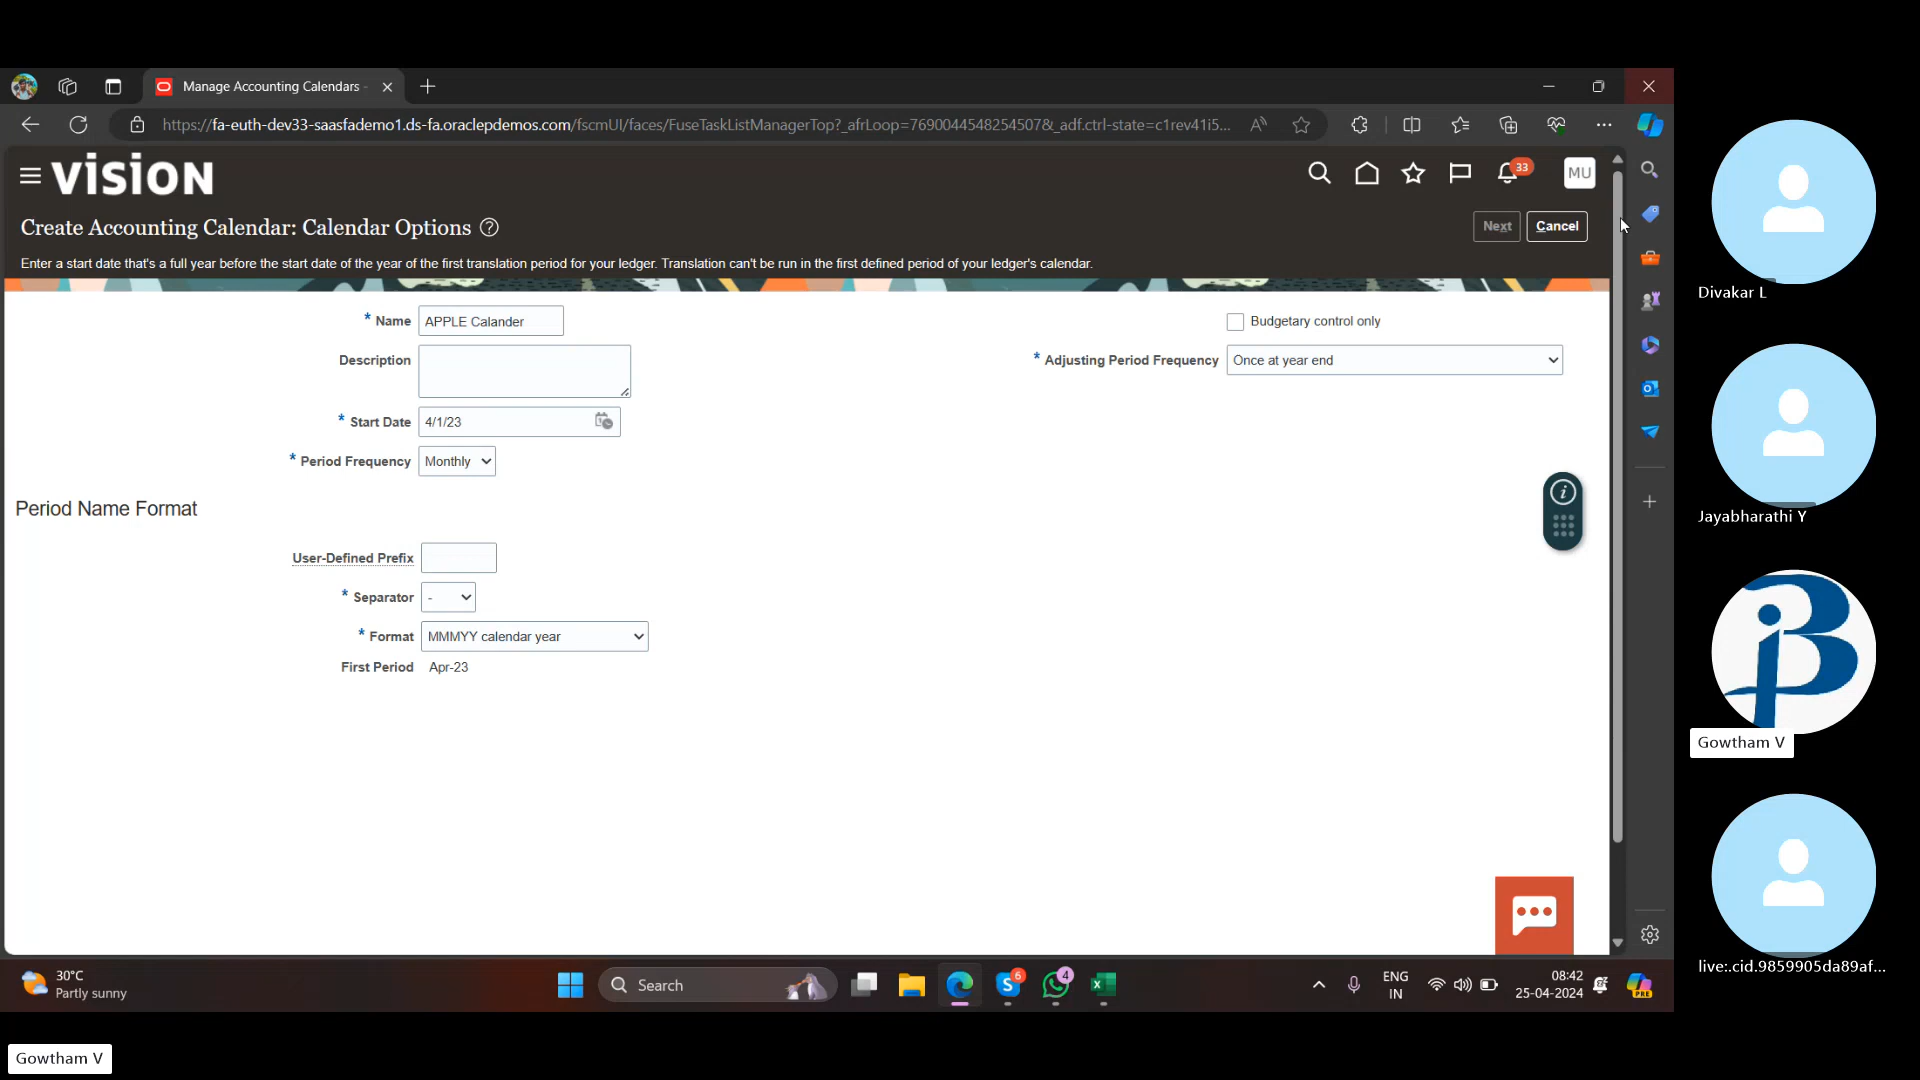 Manage Accounting Calendars -
https://fa-euth-dev33-saasfademo1.ds-fa.oraclepdemos.com/fscmUI/faces/FuseTaskListManagerTop?_afrLoop=7690044548254507&_adf.ctrl-state=c1rev41i5...
VISION
33
MU
Create Accounting Calendar: Calendar Options
Next
Cancel
Enter a start date that's a full year before the start date of the year of the first translation period for your ledger. Translation can't be run in the first defined period of your ledger's calendar.
* Name APPLE Calander
Budgetary control only
Description
* Adjusting Period Frequency Once at year end
* Start Date 4/1/23
* Period Frequency Monthly
Period Name Format
User-Defined Prefix
* Separator -
* Format MMMYY calendar year
First Period Apr-23
Divakar L
Jayabharathi Y
Gowtham V
live:.cid.9859905da89af...
30°C
Partly sunny
Search
6
4
ENG
IN
08:42
25-04-2024
PRE
Gowtham V